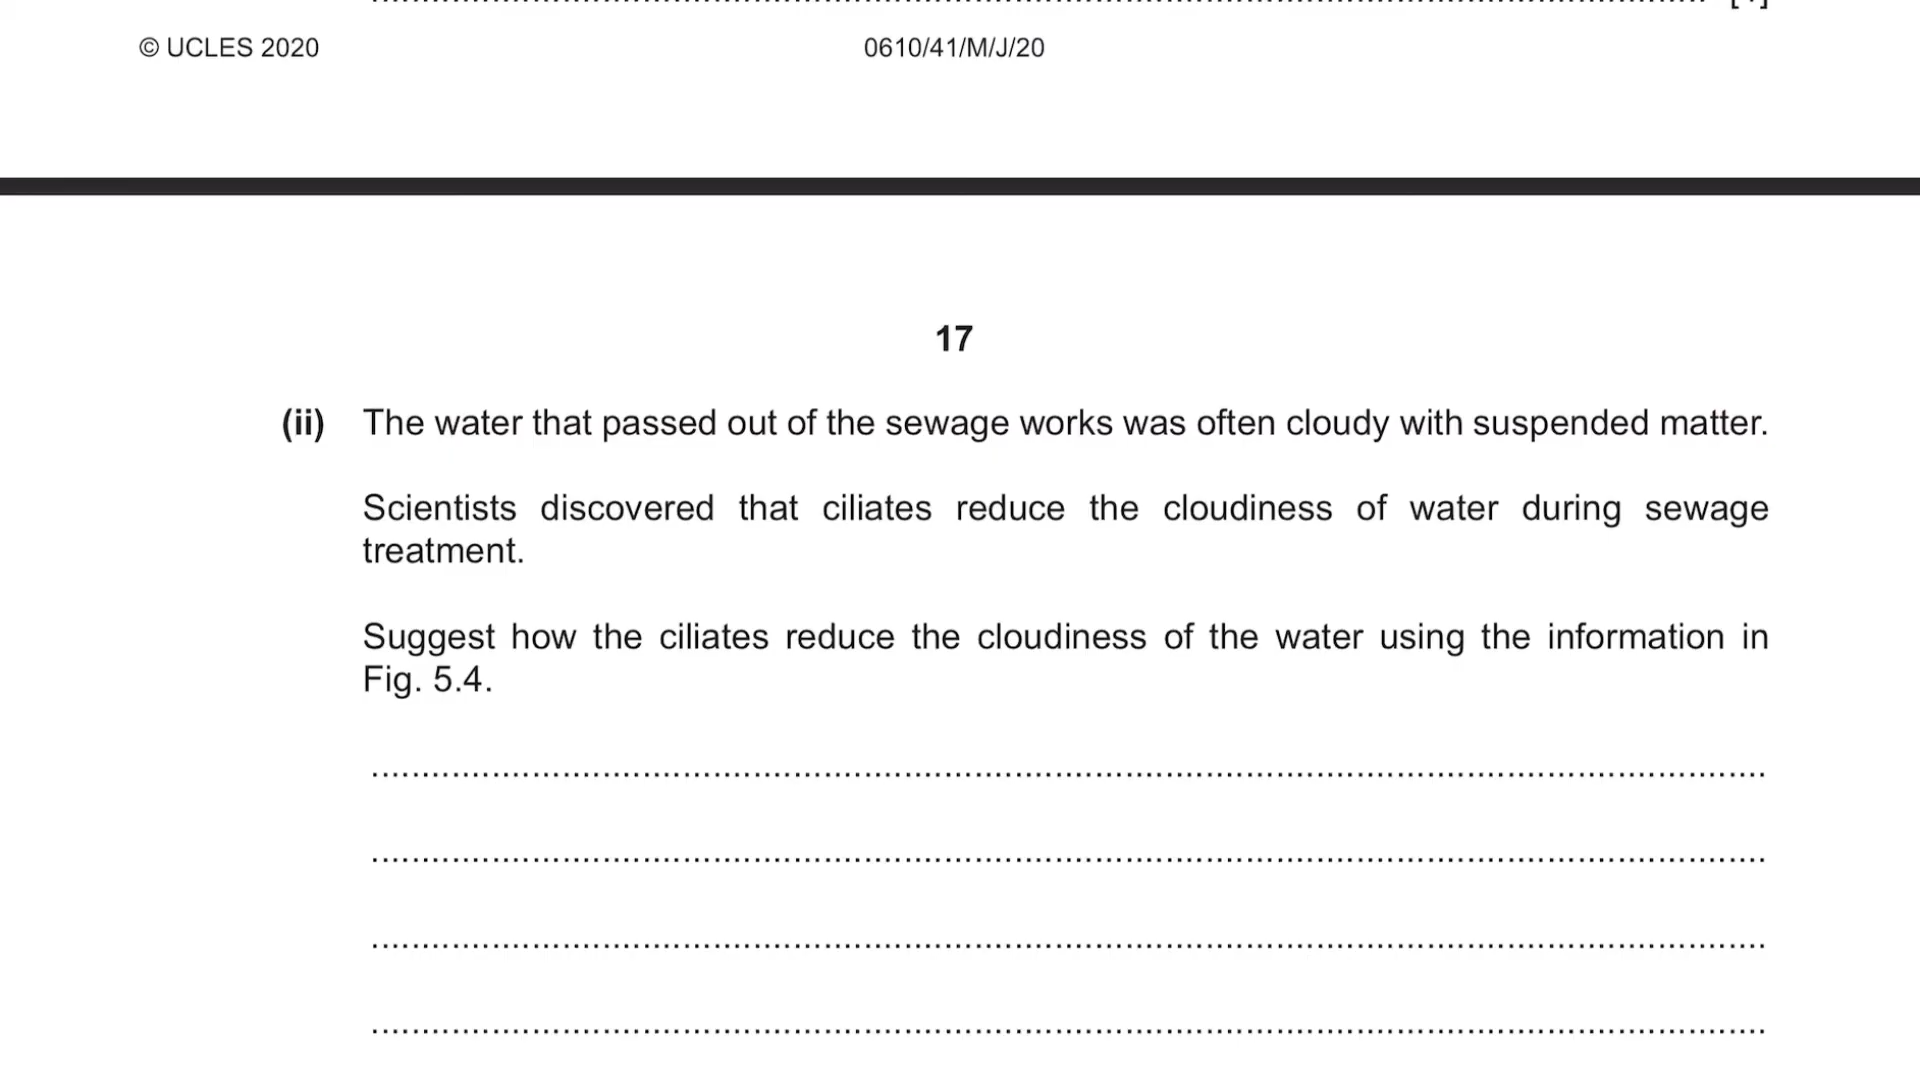 © UCLES 2020
0610/41/M/J/20
17
(ii) The water that passed out of the sewage works was often cloudy with suspended matter.
Scientists discovered that ciliates reduce the cloudiness of water during sewage
treatment.
Suggest how the ciliates reduce the cloudiness of the water using the information in
Fig. 5.4.